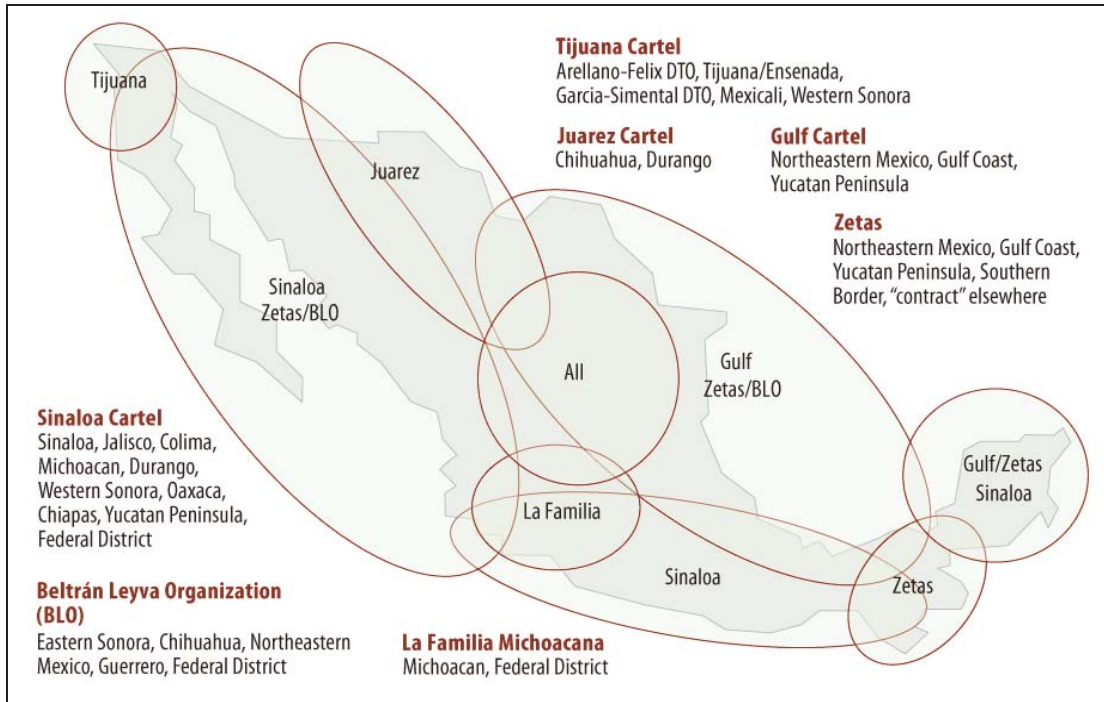 Tijuana
Juarez
Sinaloa
Zetas/BLO
All
Gulf
Zetas/BLO
Gulf/Zetas
Sinaloa
La Familia
Sinaloa
Zetas
Tijuana Cartel
Arellano-Felix DTO, Tijuana/Ensenada,
Garcia-Simental DTO, Mexicali, Western Sonora
Juarez Cartel
Chihuahua, Durango
Gulf Cartel
Northeastern Mexico, Gulf Coast,
Yucatan Peninsula
Zetas
Northeastern Mexico, Gulf Coast,
Yucatan Peninsula, Southern
Border, “contract” elsewhere
Sinaloa Cartel
Sinaloa, Jalisco, Colima,
Michoacan, Durango,
Western Sonora, Oaxaca,
Chiapas, Yucatan Peninsula,
Federal District
Beltrán Leyva Organization
(BLO)
Eastern Sonora, Chihuahua, Northeastern
Mexico, Guerrero, Federal District
La Familia Michoacana
Michoacan, Federal District